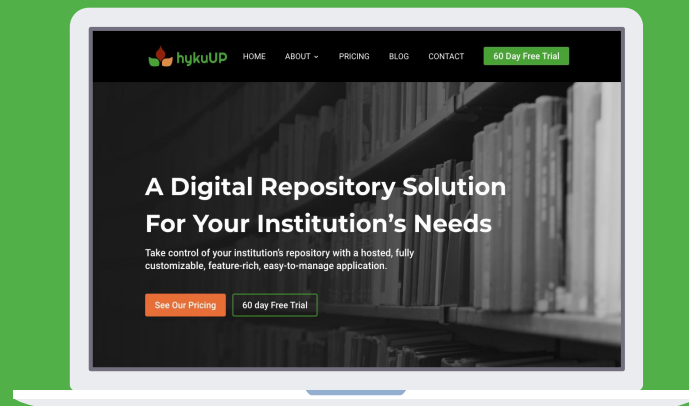 hykuUP
HOME
ABOUT
PRICING
BLOG
CONTACT
60 Day Free Trial
A Digital Repository Solution
For Your Institution's Needs
Take control of your institution's repository with a hosted, fully
customizable, feature-rich, easy-to-manage application.
See Our Pricing
60 day Free Trial